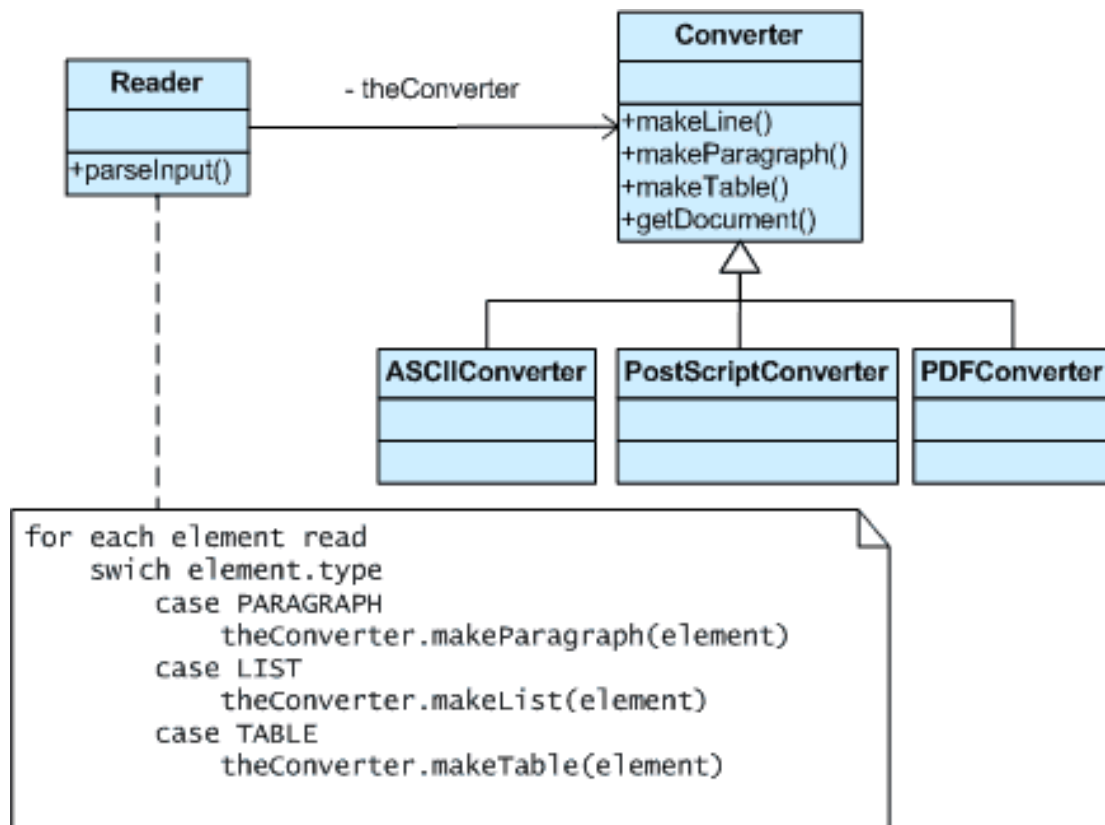 Reader
+parseInput()
- theConverter
Converter
+makeLine()
+makeParagraph()
+makeTable()
+getDocument()
ASCIIConverter
PostScriptConverter
PDFConverter
for each element read
    swich element.type
        case PARAGRAPH
            theConverter.makeParagraph(element)
        case LIST
            theConverter.makeList(element)
        case TABLE
            theConverter.makeTable(element)